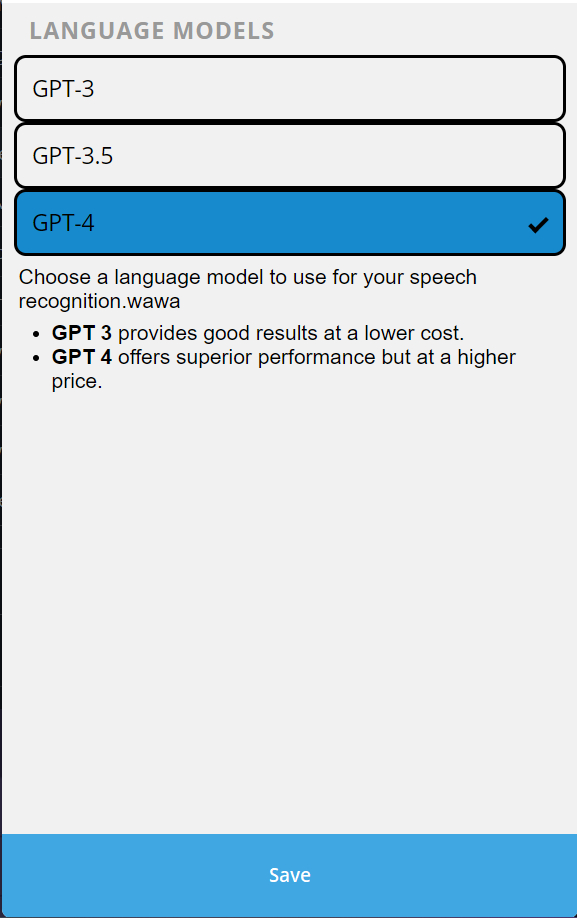 LANGUAGE MODELS
GPT-3
GPT-3.5
GPT-4
Choose a language model to use for your speech
recognition.wawa
• GPT 3 provides good results at a lower cost.
• GPT 4 offers superior performance but at a higher
price.
Save